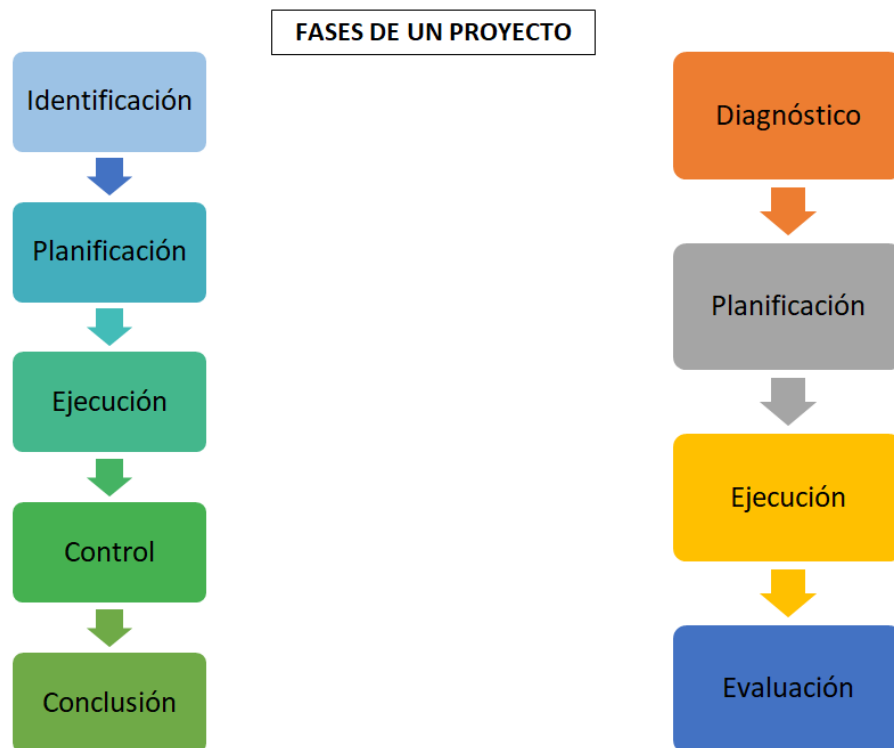 FASES DE UN PROYECTO
Identificación
Planificación
Ejecución
Control
Conclusión
Diagnóstico
Planificación
Ejecución
Evaluación